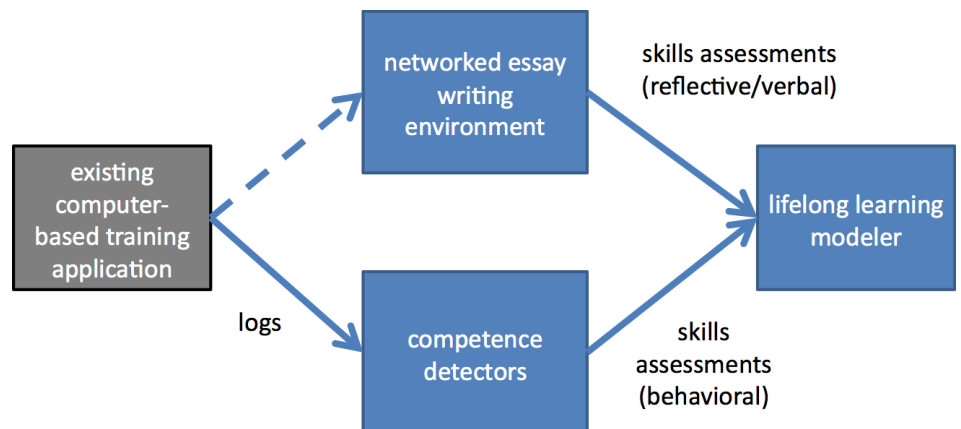 networked essay
writing
environment
skills assessments
(reflective/verbal)
existing
computer-
based training
application
lifelong learning
modeler
logs
competence
detectors
skills
assessments
(behavioral)